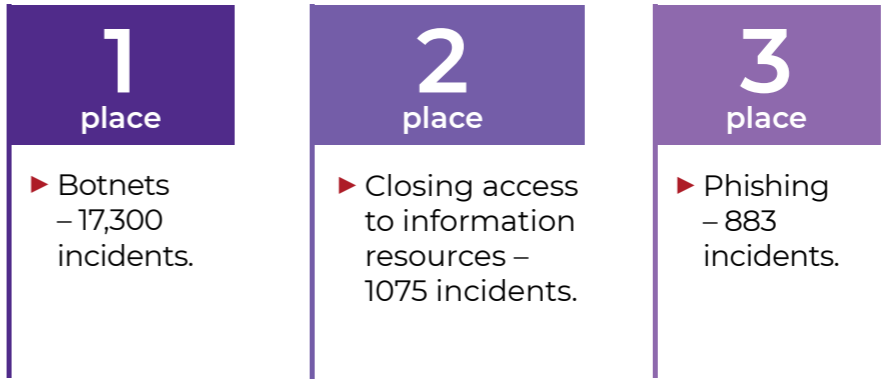 1
place
► Botnets
– 17,300
incidents.
2
place
► Closing access
to information
resources –
1075 incidents.
3
place
► Phishing
– 883
incidents.